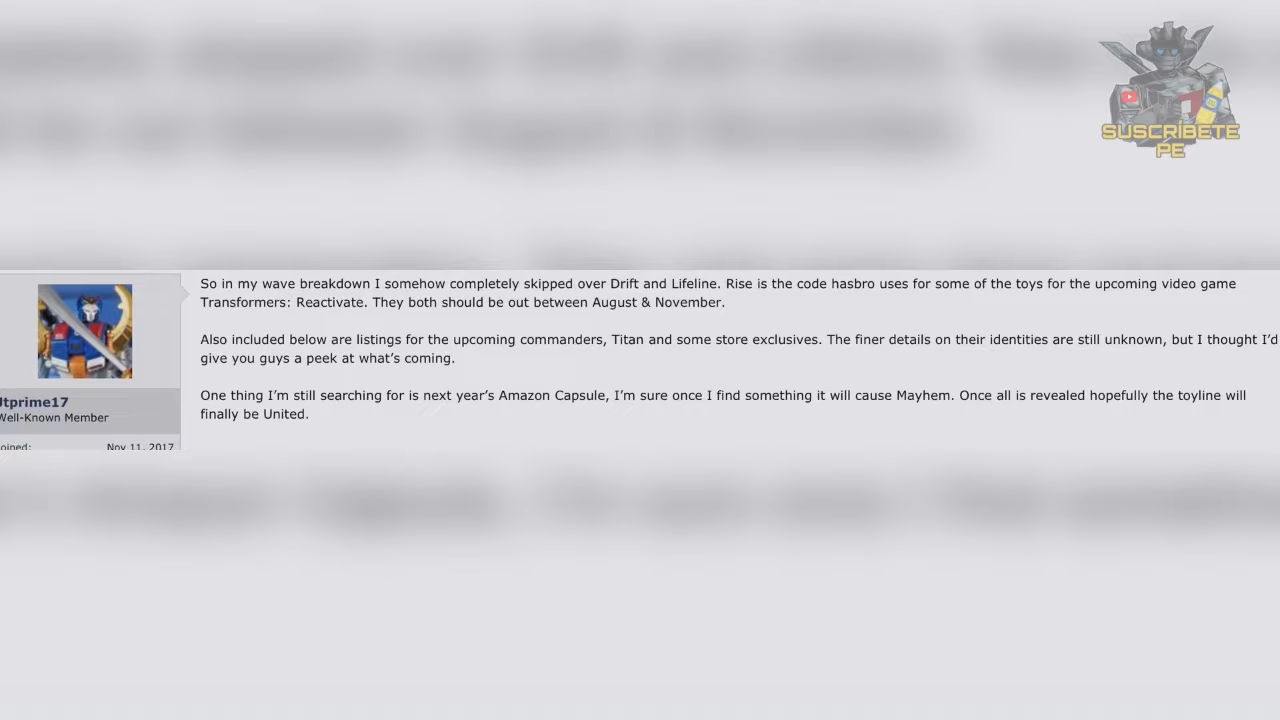 SUSCRÍBETE
PE
So in my wave breakdown I somehow completely skipped over Drift and Lifeline. Rise is the code hasbro uses for some of the toys for the upcoming video game
Transformers: Reactivate. They both should be out between August & November.
Also included below are listings for the upcoming commanders, Titan and some store exclusives. The finer details on their identities are still unknown, but I thought I’d
give you guys a peek at what’s coming.
One thing I’m still searching for is next year’s Amazon Capsule, I’m sure once I find something it will cause Mayhem. Once all is revealed hopefully the toyline will
finally be United.
Jtprime17
Well-Known Member
oined: Nov 11, 2017